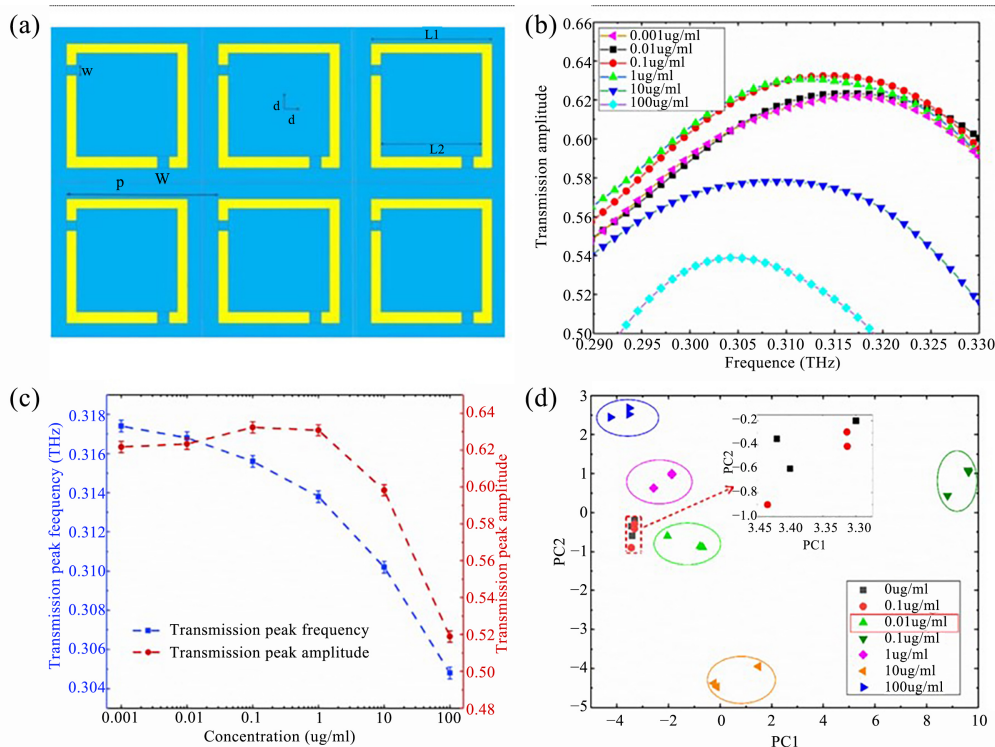 (a)
L1
w
d
d
L2
W
p
(b)
0.66
0.64
0.62
0.60
0.58
0.56
0.54
0.52
0.50
Transmission amplitude
0.001ug/ml
0.01ug/ml
0.1ug/ml
1ug/ml
10ug/ml
100ug/ml
0.290 0.295 0.300 0.305 0.310 0.315 0.320 0.325 0.330
Frequence (THz)
(c)
0.318
0.316
0.314
0.312
0.310
0.308
0.306
0.304
Transmission peak feequency (THz)
Transmission peak frequency
Transmission peak amplitude
0.64
0.62
0.60
0.58
0.56
0.54
0.52
0.50
0.48
Transmission peak amplitude
0.001 0.01 0.1 1 10 100
Concentration (ug/ml)
(d)
3
2
1
0
-1
-2
-3
-4
-5
PC2
-0.2
-0.4
-0.6
-0.8
-1.0
PC2
3.45 3.40 3.35 3.30
PC1
0ug/ml
0.1ug/ml
0.01ug/ml
0.1ug/ml
1ug/ml
10ug/ml
100ug/ml
-4 -2 0 2 4 6 8 10
PC1